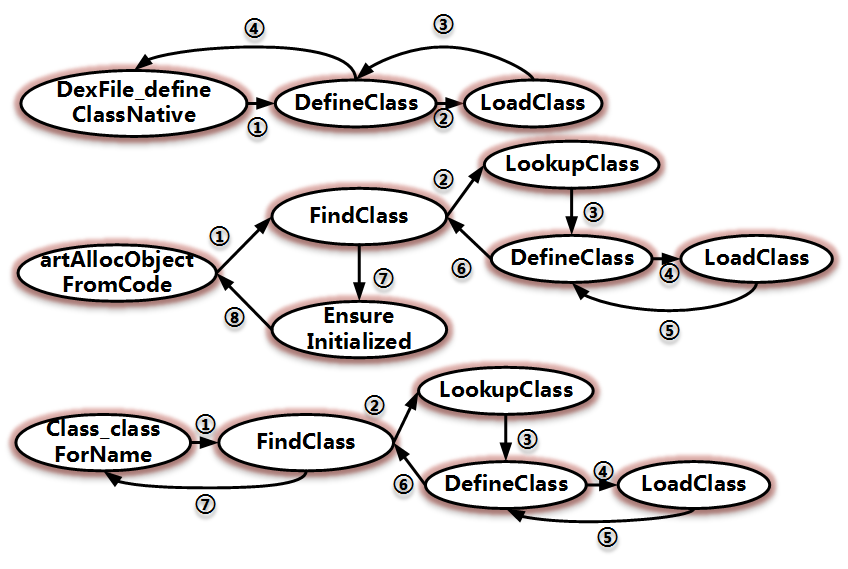 ④
③
DexFile_define
ClassNative
DefineClass
LoadClass
①
②
LookupClass
②
③
FindClass
①
artAllocObject
FromCode
DefineClass
LoadClass
⑥
④
⑦
⑧
Ensure
Initialized
⑤
LookupClass
②
Class_class
ForName
①
FindClass
③
⑥
DefineClass
④
LoadClass
⑦
⑤